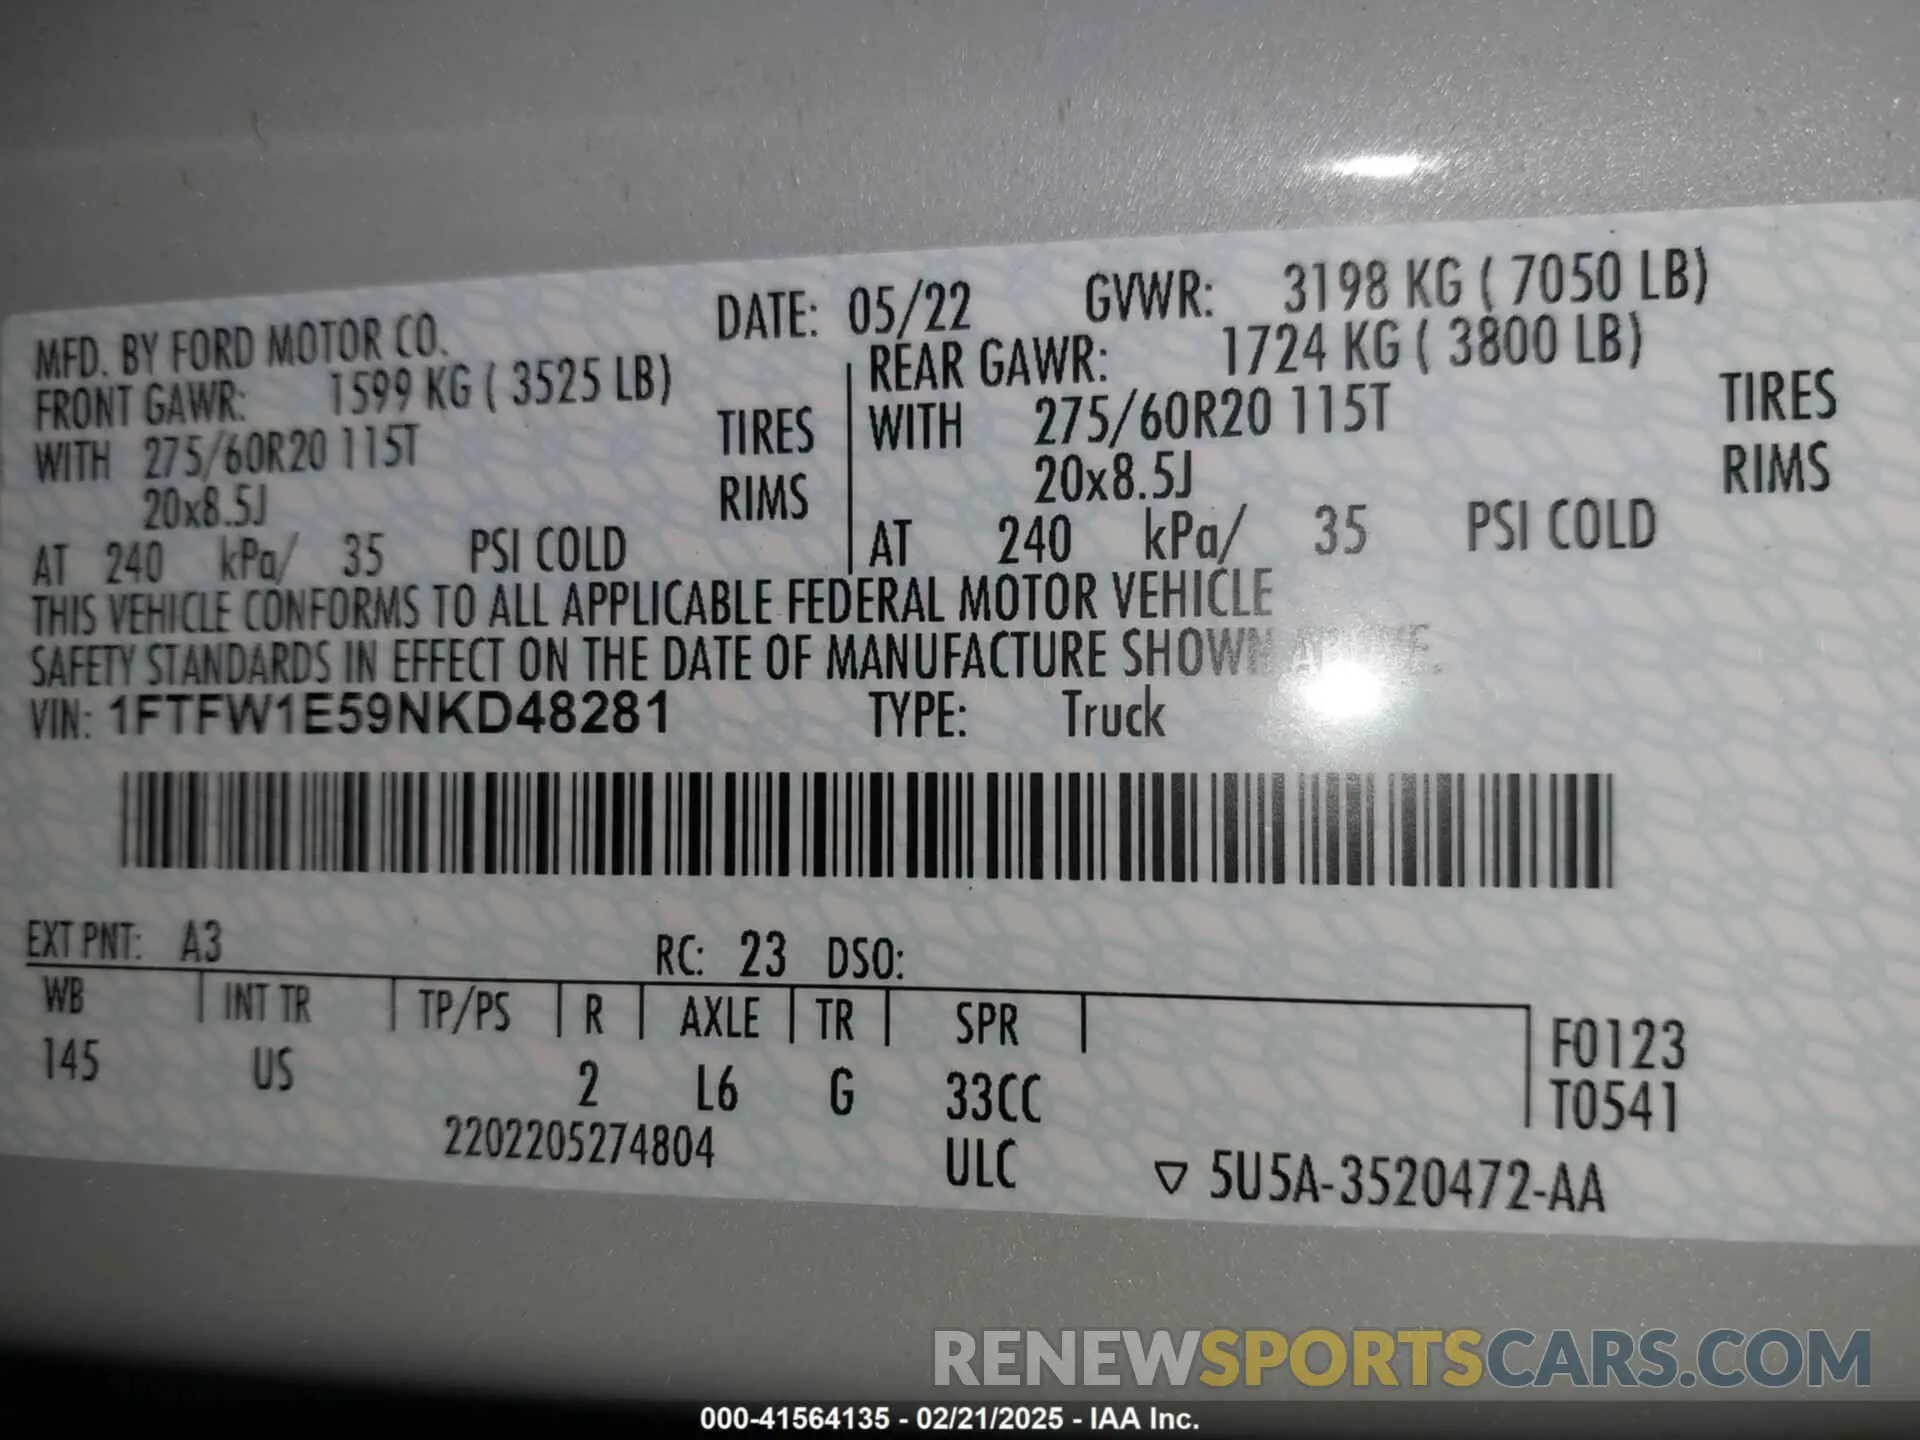 MFD. BY FORD MOTOR CO. DATE: 05/22 GVWR: 3198 KG ( 7050 LB)
FRONT GAWR: 1599 KG ( 3525 LB) REAR GAWR: 1724 KG ( 3800 LB)
WITH 275/60R20 115T TIRES WITH 275/60R20 115T TIRES
20x8.5J RIMS 20x8.5J RIMS
AT 240 kPa/ 35 PSI COLD AT 240 kPa/ 35 PSI COLD
THIS VEHICLE CONFORMS TO ALL APPLICABLE FEDERAL MOTOR VEHICLE
SAFETY STANDARDS IN EFFECT ON THE DATE OF MANUFACTURE SHOWN
VIN: 1FTFW1E59NKD48281 TYPE: Truck
EXT PNT: A3 RC: 23 DSO:
WB INT TR TP/PS R AXLE TR SPR F0123
145 US 2 L6 G 33CC T0541
2202205274804 ULC ▽ 5U5A-3520472-AA
RENEWSPORTSCARS.COM
000-41564135 - 02/21/2025 - IAA Inc.